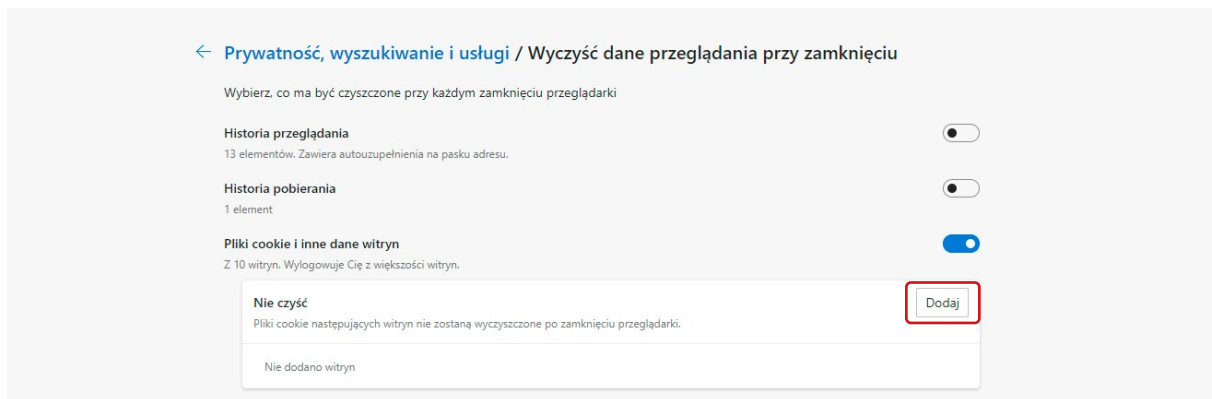 ← Prywatność, wyszukiwanie i usługi / Wyczyść dane przeglądania przy zamknięciu
Wybierz, co ma być czyszczone przy każdym zamknięciu przeglądarki
Historia przeglądania
13 elementów. Zawiera autouzupełnienia na pasku adresu.
Historia pobierania
1 element
Pliki cookie i inne dane witryn
Z 10 witryn. Wylogowuje Cię z większości witryn.
Nie czyść
Dodaj
Pliki cookie następujących witryn nie zostaną wyczyszczone po zamknięciu przeglądarki.
Nie dodano witryn